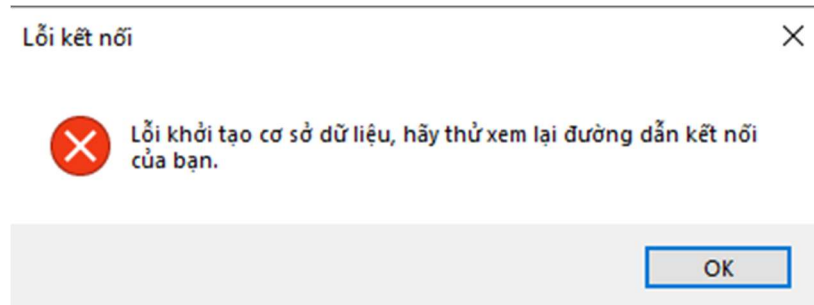 Lỗi kết nối
Lỗi khởi tạo cơ sở dữ liệu, hãy thử xem lại đường dẫn kết nối
của bạn.
OK